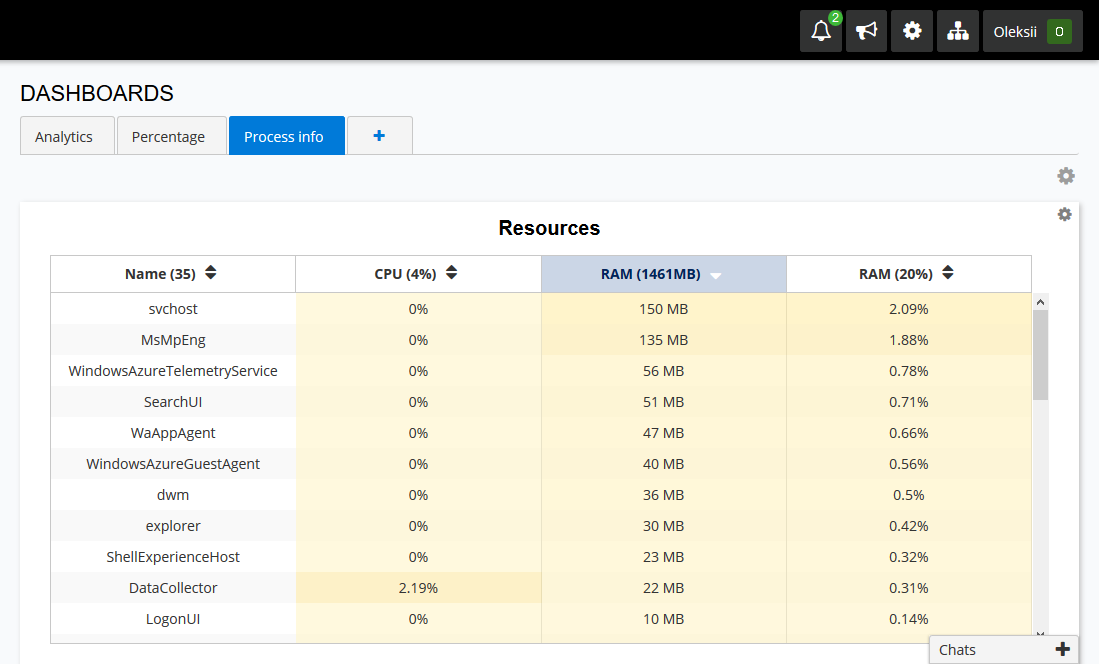 2
Oleksii O
DASHBOARDS
Analytics Percentage Process info +
Resources
Name (35) CPU (4%) RAM (1461MB) RAM (20%)
svchost 0% 150 MB 2.09%
MsMpEng 0% 135 MB 1.88%
WindowsAzureTelemetryService 0% 56 MB 0.78%
SearchUI 0% 51 MB 0.71%
WaAppAgent 0% 47 MB 0.66%
WindowsAzureGuestAgent 0% 40 MB 0.56%
dwm 0% 36 MB 0.5%
explorer 0% 30 MB 0.42%
ShellExperienceHost 0% 23 MB 0.32%
DataCollector 2.19% 22 MB 0.31%
LogonUI 0% 10 MB 0.14%
Chats +